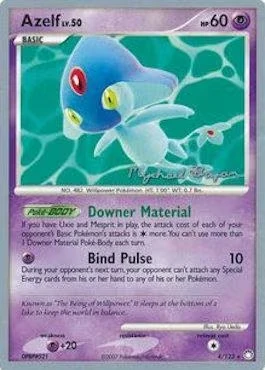 Azelf LV.50 HP 60
BASIC
NO. 482 Willpower Pokémon HT: 1'00" WT: 0.7 lbs.
Poké-BODY Downer Material
If you have Uxie and Mesprit in play, the attack cost of each of your
opponent's Basic Pokémon's attacks is more. You can't use more than
1 Downer Material Poké-Body each turn.
Bind Pulse 10
During your opponent's next turn, your opponent can't attach any Special
Energy cards from his or her hand to any of his or her Pokémon.
Known as "The Being of Willpower." It sleeps at the bottom of a
lake to keep the world in balance.
weakness resistance retreat cost
+20
Illus. Ryo Ueda
©2007 Pokémon
4/123